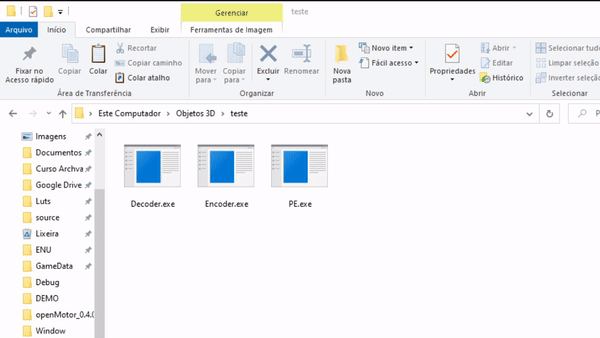 Gerenciar
teste
Arquivo
Início
Compartilhar
Exibir
Ferramentas de Imagem
Fixar no
Acesso rápido
Copiar
Colar
Recortar
Copiar caminho
Colar atalho
Mover
para
Copiar
para
Excluir
Renomear
Nova
pasta
Novo item
Fácil acesso
Propriedades
Abrir
Editar
Histórico
Selecionar tudo
Limpar seleção
Inverter seleção
Área de Transferência
Organizar
Novo
Abrir
Selecionar
Este Computador
Objetos 3D
teste
Imagens
Documentos
Curso Archva
Google Drive
Luts
source
Lixeira
ENU
GameData
Debug
DEMO
openMotor_0.4.0
Window
Decoder.exe
Encoder.exe
PE.exe